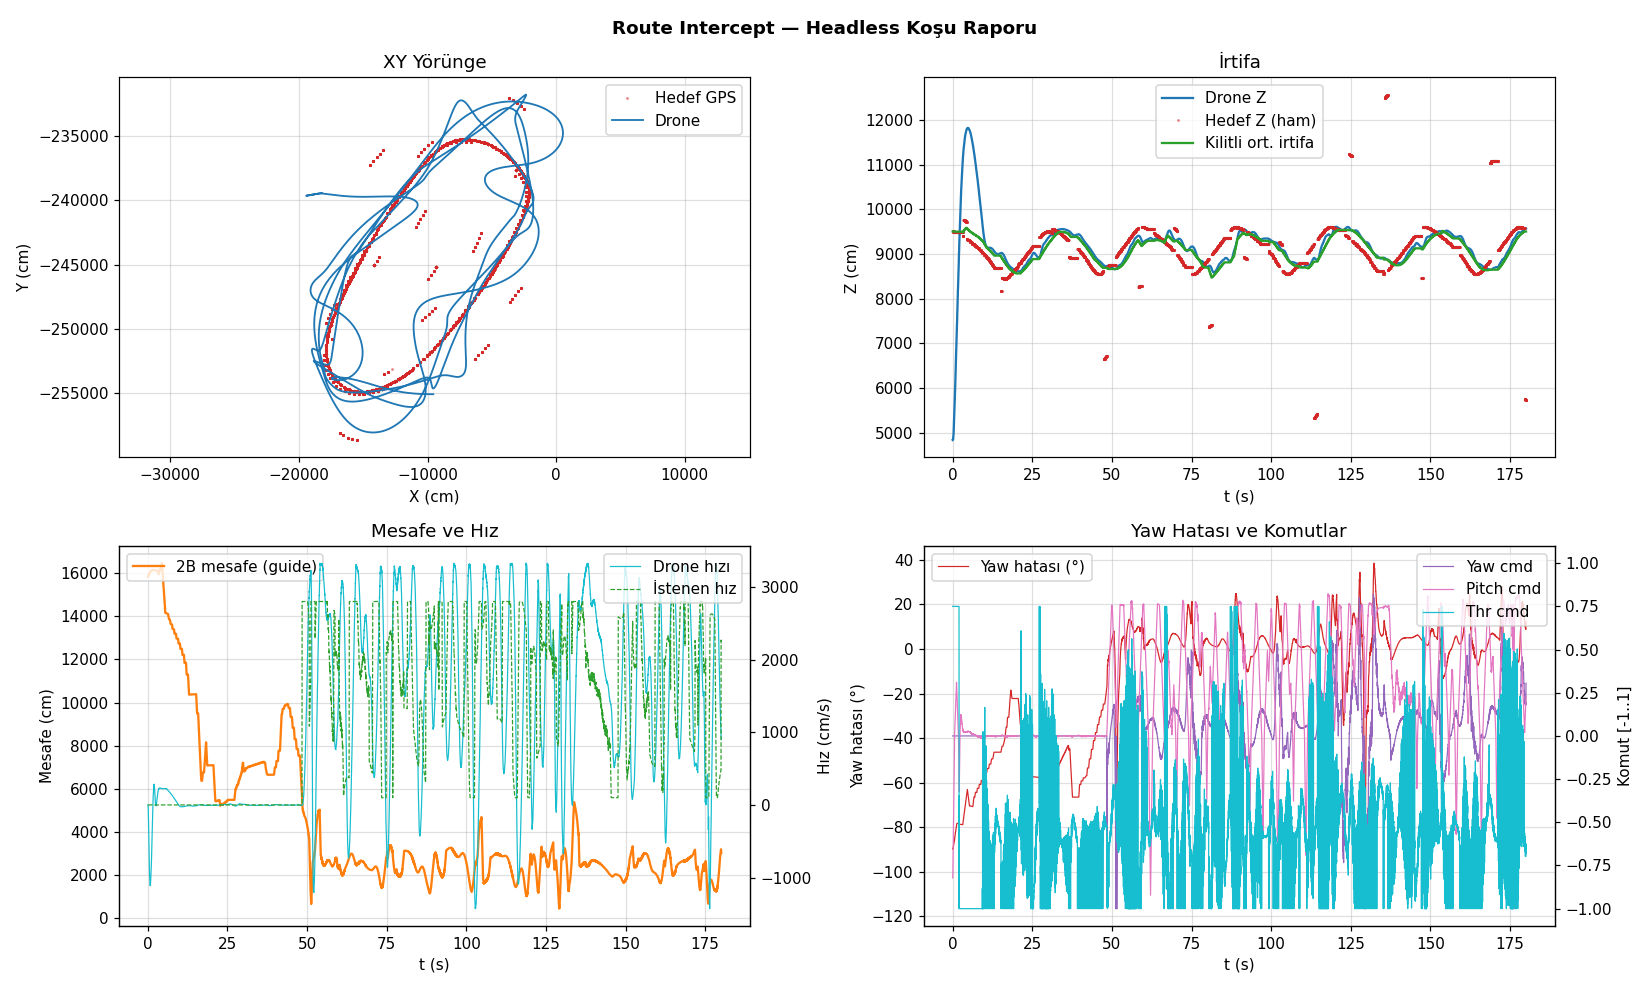 Route Intercept — Headless Koşu Raporu
XY Yörünge
Hedef GPS
Drone
−235000
−240000
−245000
−250000
−255000
Y (cm)
−30000 −20000 −10000 0 10000
X (cm)
İrtifa
Drone Z
Hedef Z (ham)
Kilitli ort. irtifa
12000
11000
10000
9000
8000
7000
6000
5000
Z (cm)
0 25 50 75 100 125 150 175
t (s)
Mesafe ve Hız
2B mesafe (guide)
Drone hızı
İstenen hız
16000
14000
12000
10000
8000
6000
4000
2000
0
Mesafe (cm)
3000
2000
1000
0
−1000
Hız (cm/s)
0 25 50 75 100 125 150 175
t (s)
Yaw Hatası ve Komutlar
Yaw hatası (°)
Yaw cmd
Pitch cmd
Thr cmd
40
20
0
−20
−40
−60
−80
−100
−120
Yaw hatası (°)
1.00
0.75
0.50
0.25
0.00
−0.25
−0.50
−0.75
−1.00
Komut [-1..1]
0 25 50 75 100 125 150 175
t (s)